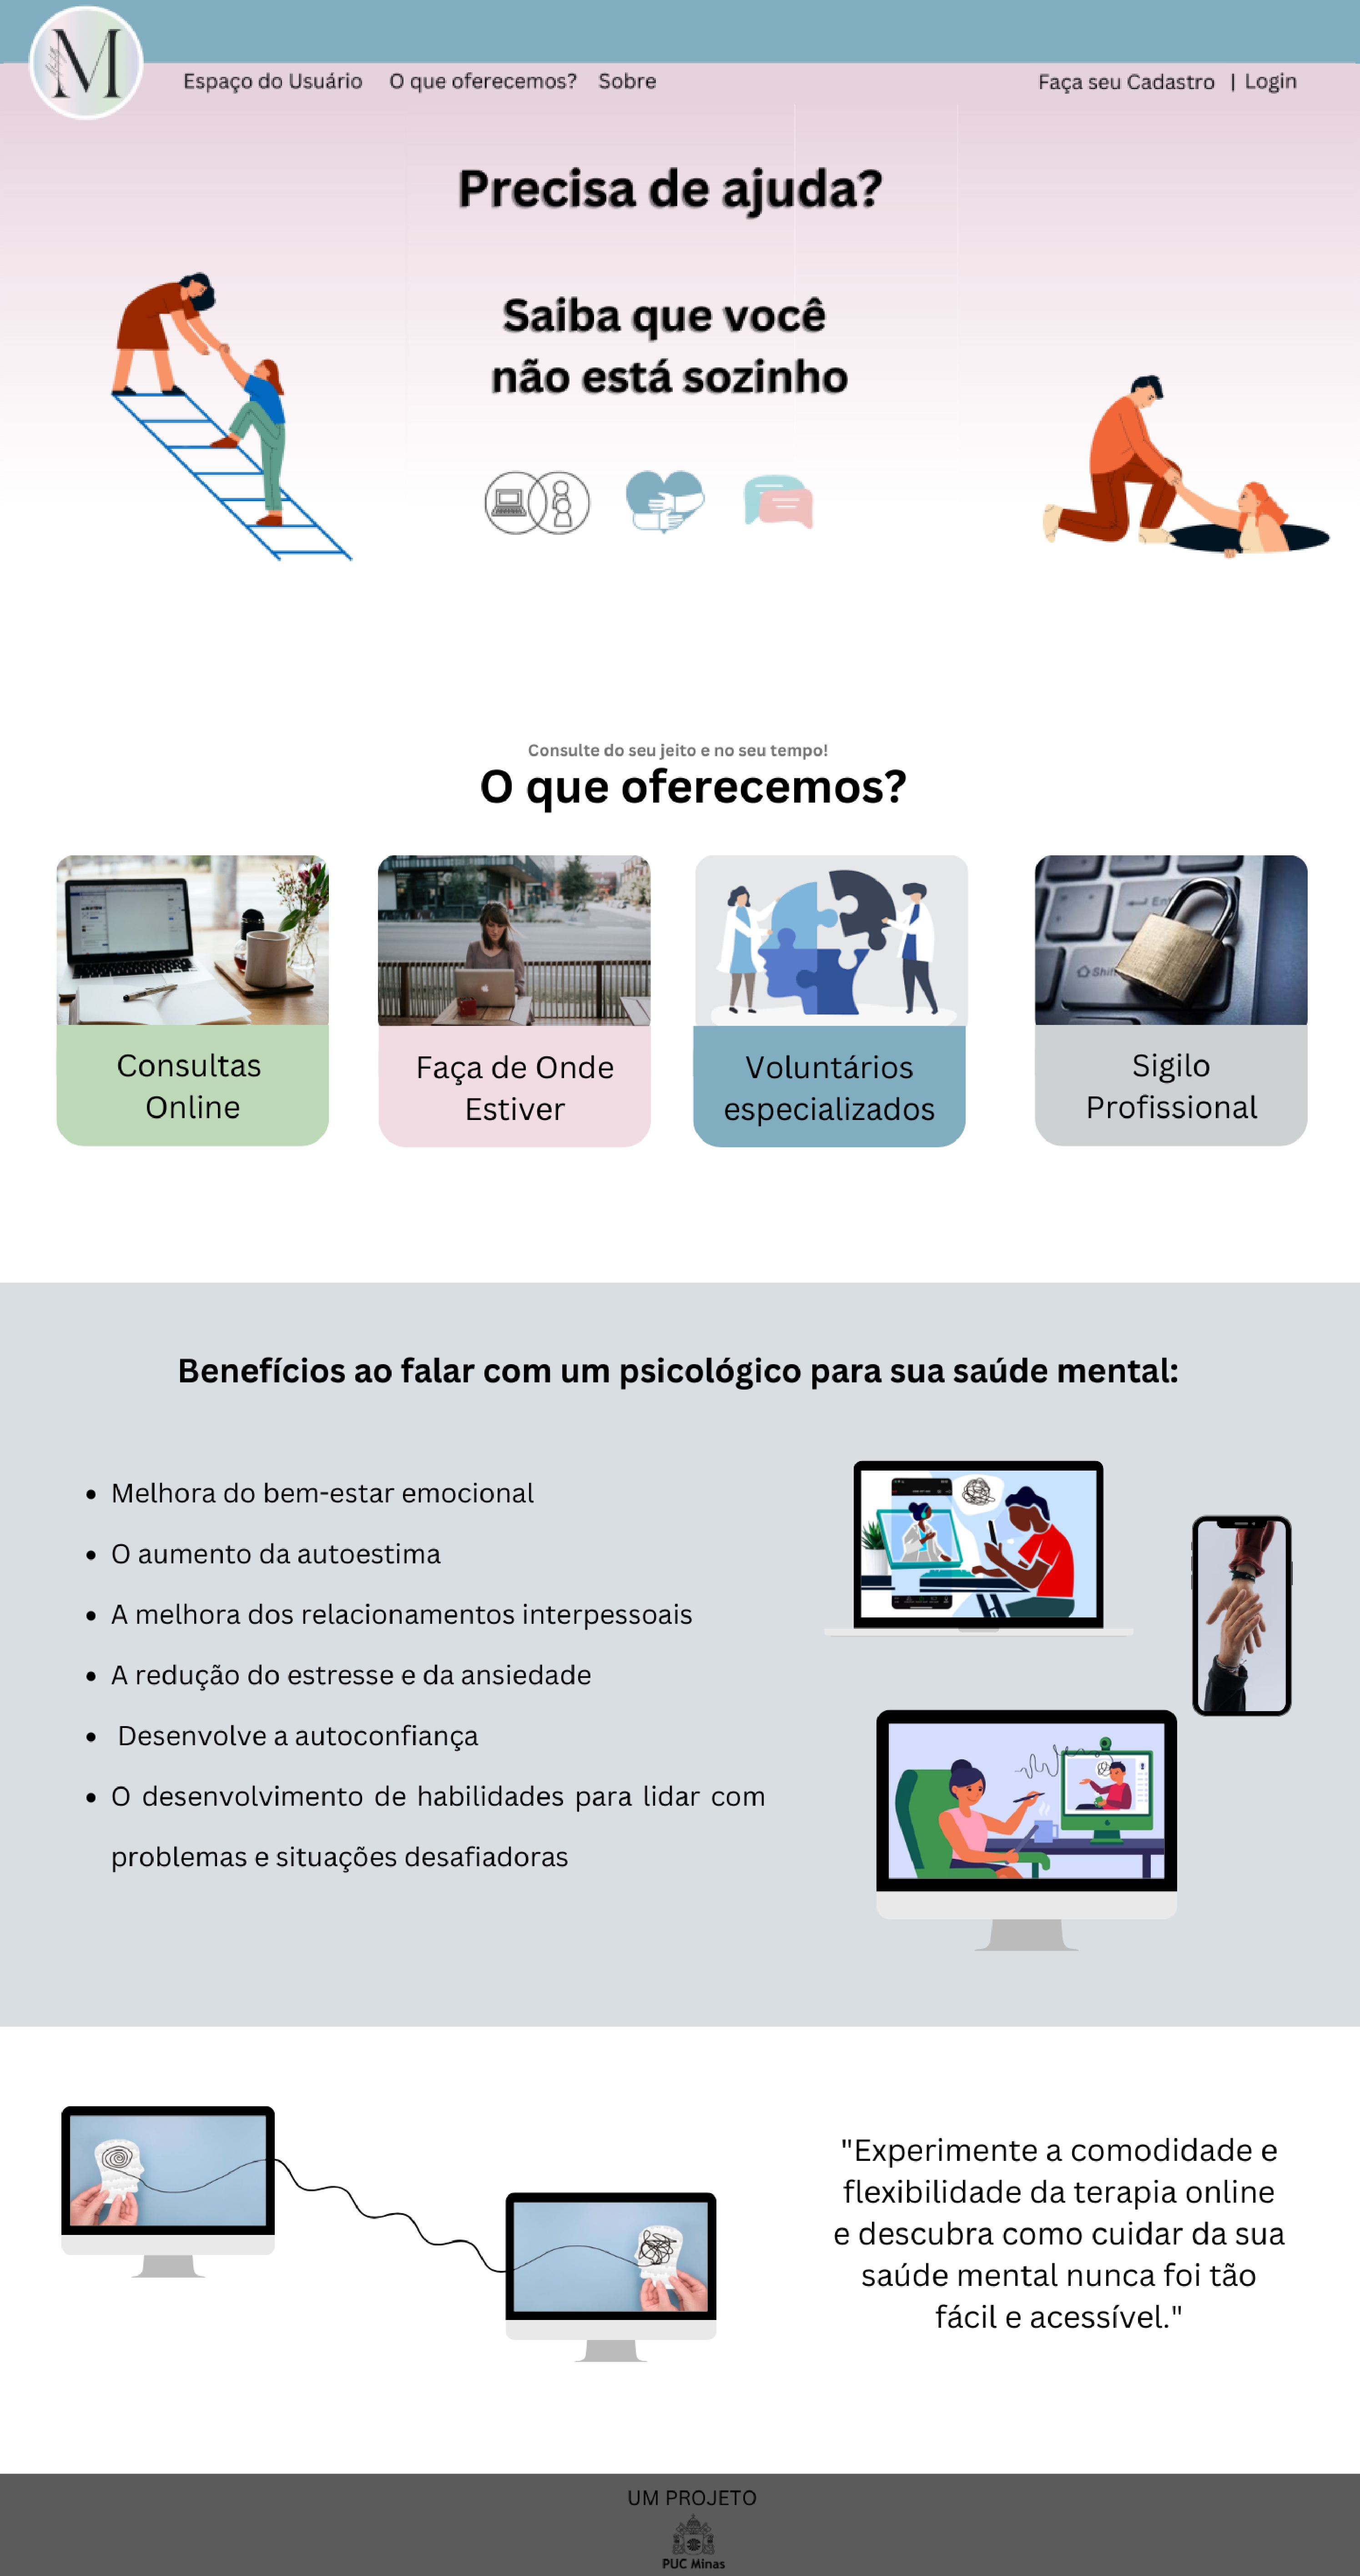 M
Espaço do Usuário O que oferecemos? Sobre Faça seu Cadastro | Login
Precisa de ajuda?
Saiba que você
não está sozinho
Consulte do seu jeito e no seu tempo!
O que oferecemos?
Consultas
Online
Faça de Onde
Estiver
Voluntários
especializados
Shift
Sigilo
Profissional
Benefícios ao falar com um psicológico para sua saúde mental:
• Melhora do bem-estar emocional
• O aumento da autoestima
• A melhora dos relacionamentos interpessoais
• A redução do estresse e da ansiedade
• Desenvolve a autoconfiança
• O desenvolvimento de habilidades para lidar com
problemas e situações desafiadoras
"Experimente a comodidade e
flexibilidade da terapia online
e descubra como cuidar da sua
saúde mental nunca foi tão
fácil e acessível."
UM PROJETO
PUC Minas